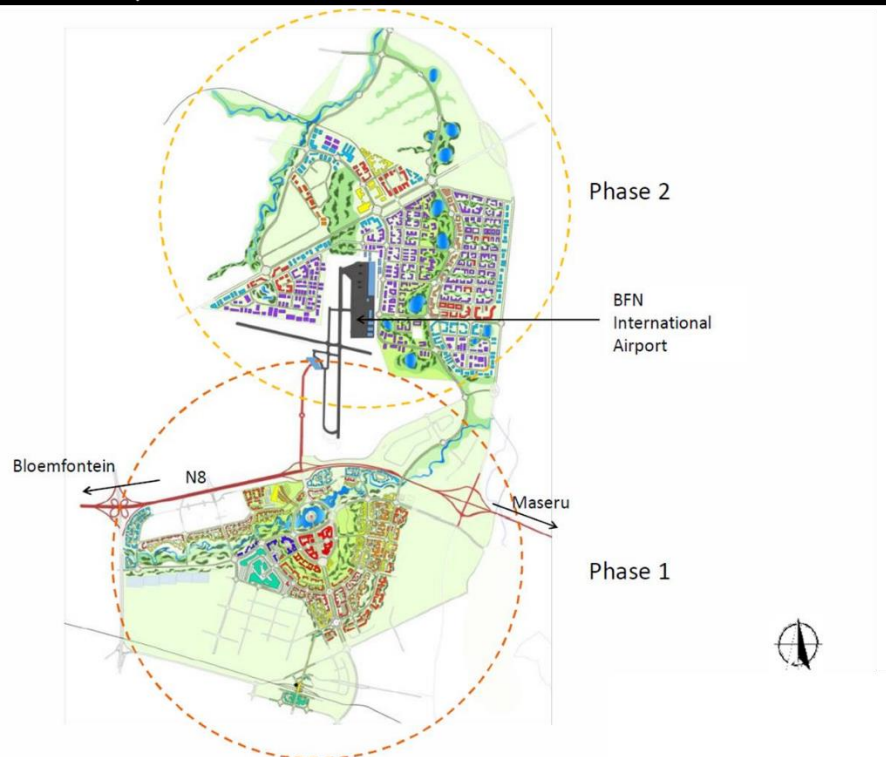 Phase 2
BFN
International
Airport
Bloemfontein
N8
Maseru
Phase 1